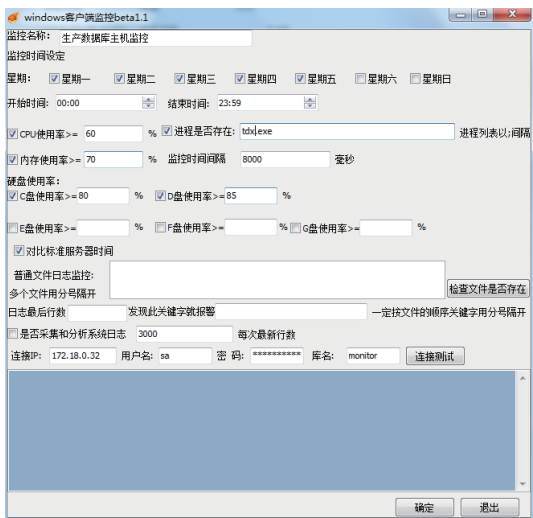 windows客户端监控beta1.1
监控名称: 生产数据库主机监控
监控时间设定
星期: 星期一 星期二 星期三 星期四 星期五 星期六 星期日
开始时间: 00:00 结束时间: 23:59
CPU使用率>= 60 % 进程是否存在: tdx.exe 进程列表以;间隔
内存使用率>= 70 % 监控时间间隔 8000 毫秒
硬盘使用率:
C盘使用率>= 80 % D盘使用率>= 85 %
E盘使用率>= % F盘使用率>= % G盘使用率>= %
对比标准服务器时间
普通文件日志监控:
多个文件用分号隔开 检查文件是否存在
日志最后行数 发现此关键字就报警 一定按文件的顺序关键字用分号隔开
是否采集和分析系统日志 3000 每次最新行数
连接IP: 172.18.0.32 用户名: sa 密 码: ********** 库名: monitor 连接测试
确定 退出